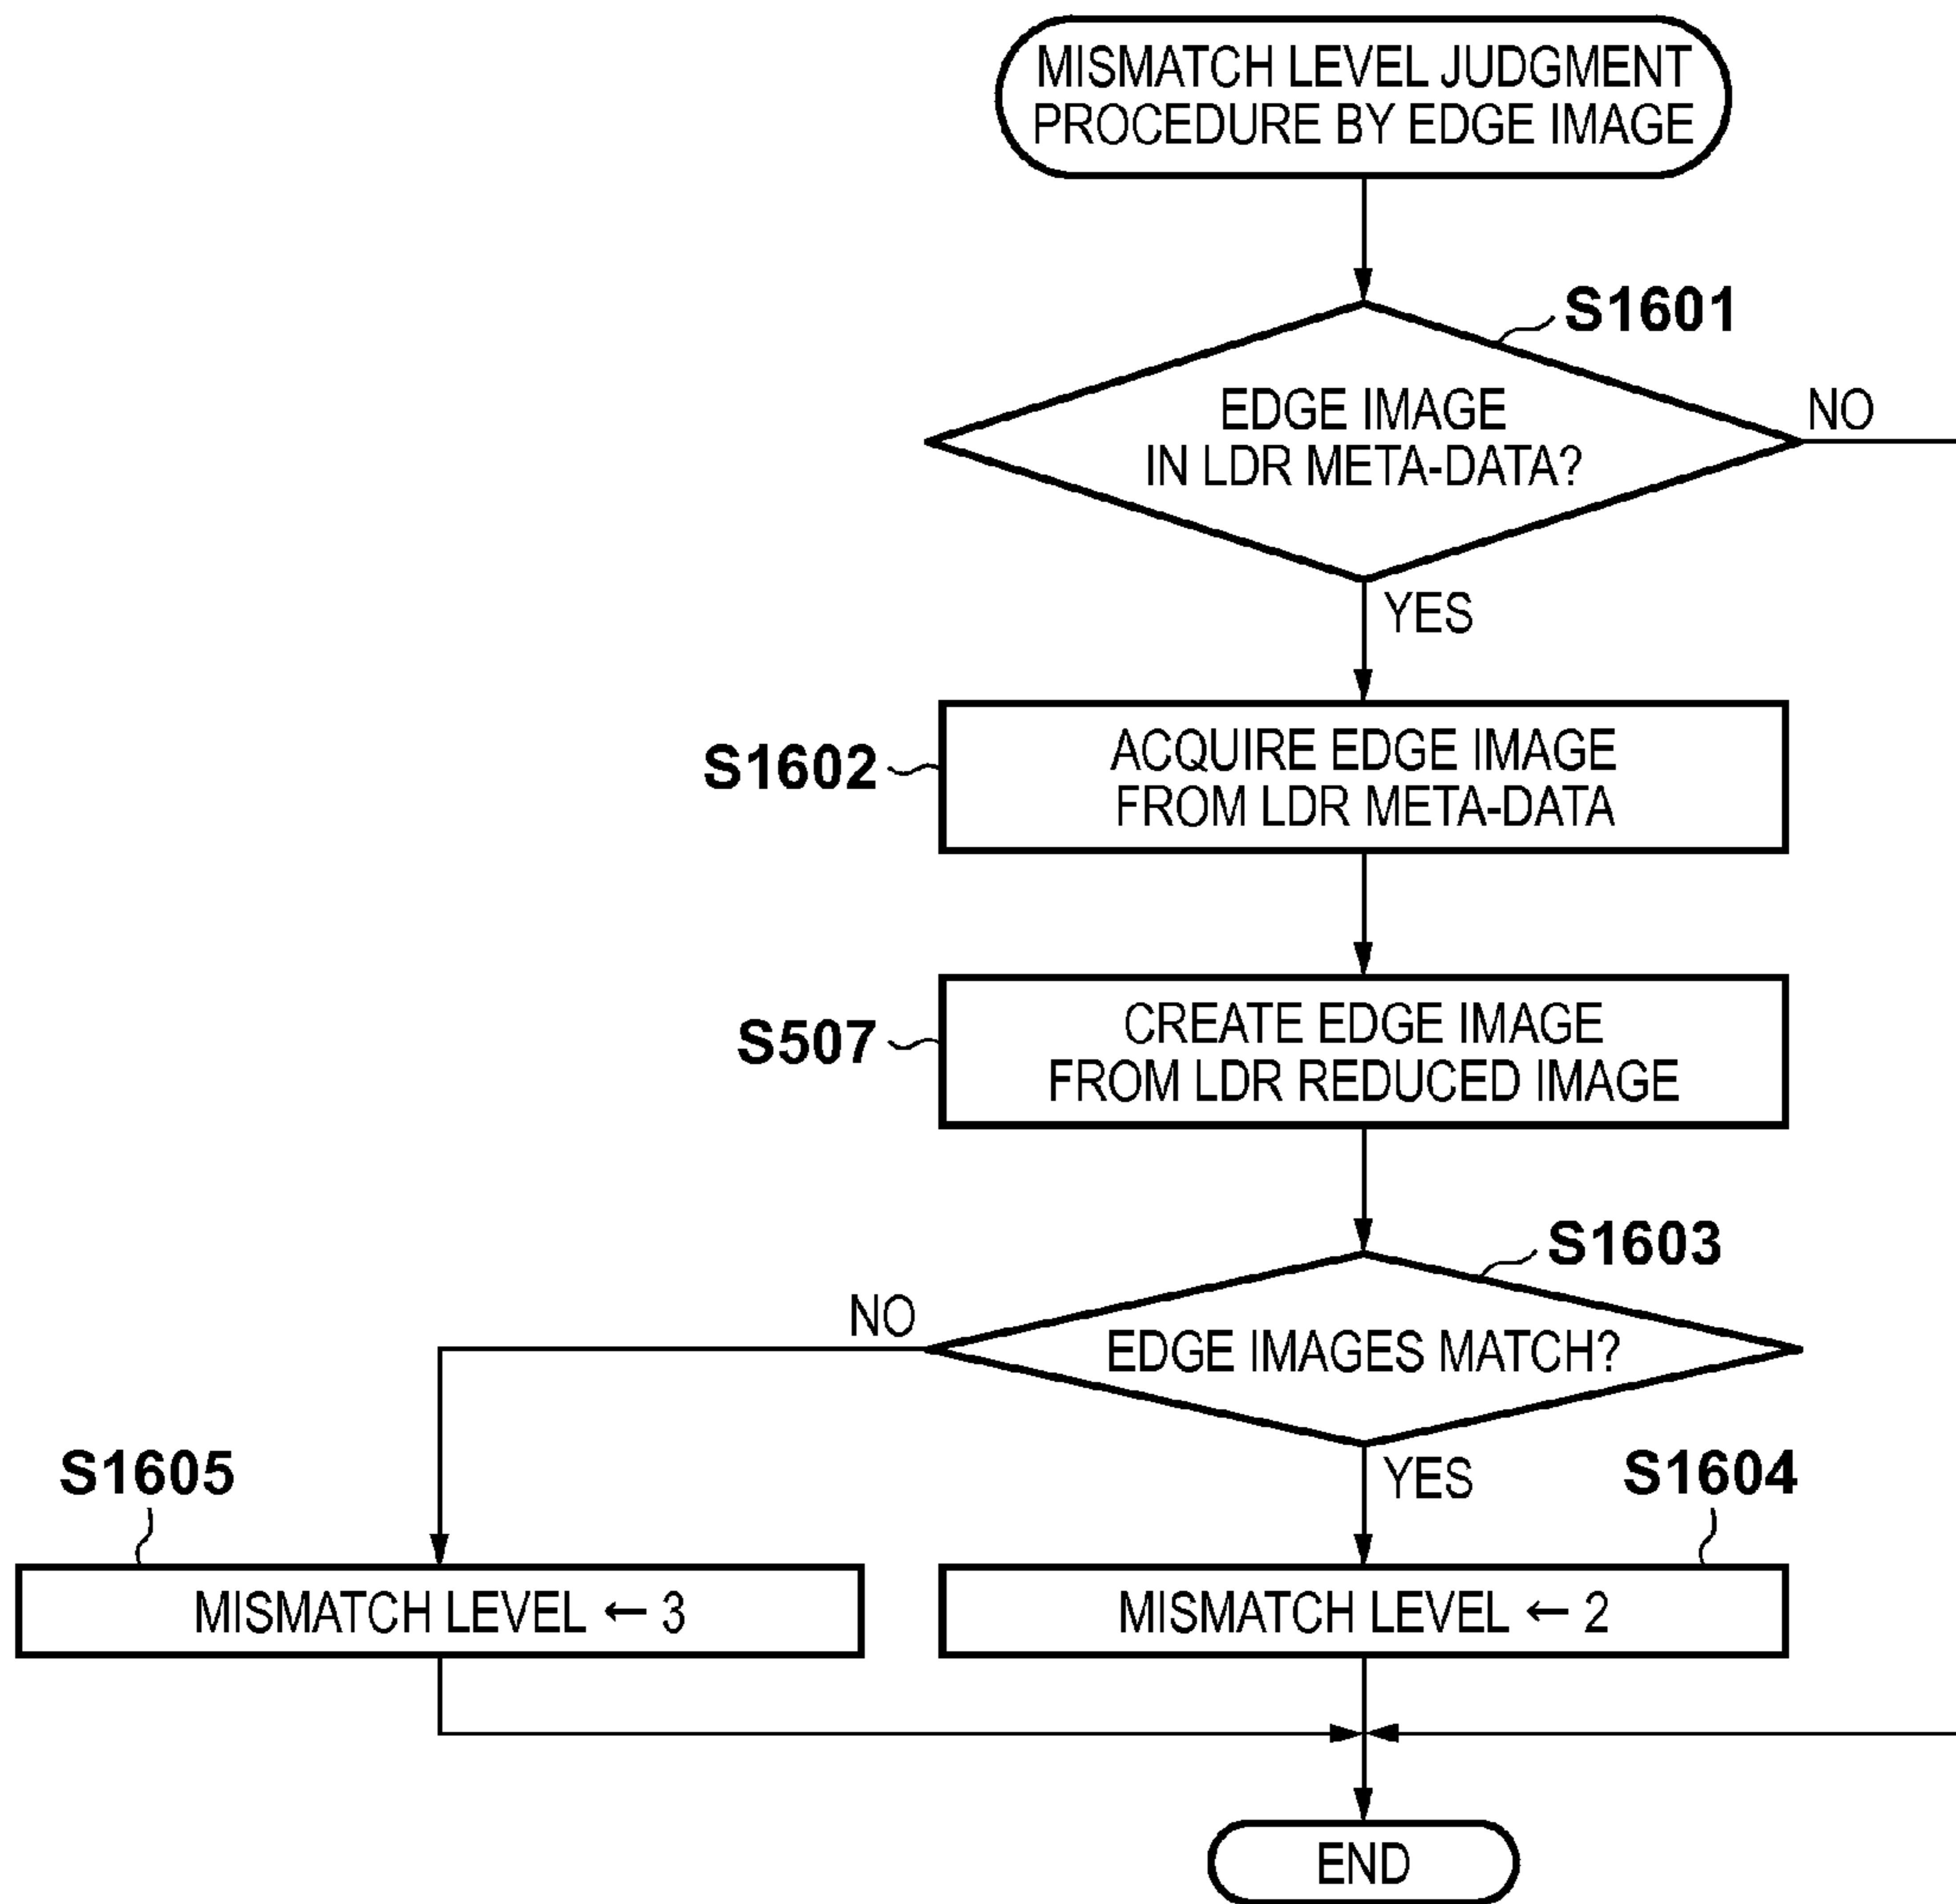 MISMATCH LEVEL JUDGMENT
PROCEDURE BY EDGE IMAGE
S1601
EDGE IMAGE
IN LDR META-DATA?
NO
YES
S1602
ACQUIRE EDGE IMAGE
FROM LDR META-DATA
S507
CREATE EDGE IMAGE
FROM LDR REDUCED IMAGE
S1603
NO
EDGE IMAGES MATCH?
YES
S1605
S1604
MISMATCH LEVEL ← 3
MISMATCH LEVEL ← 2
END